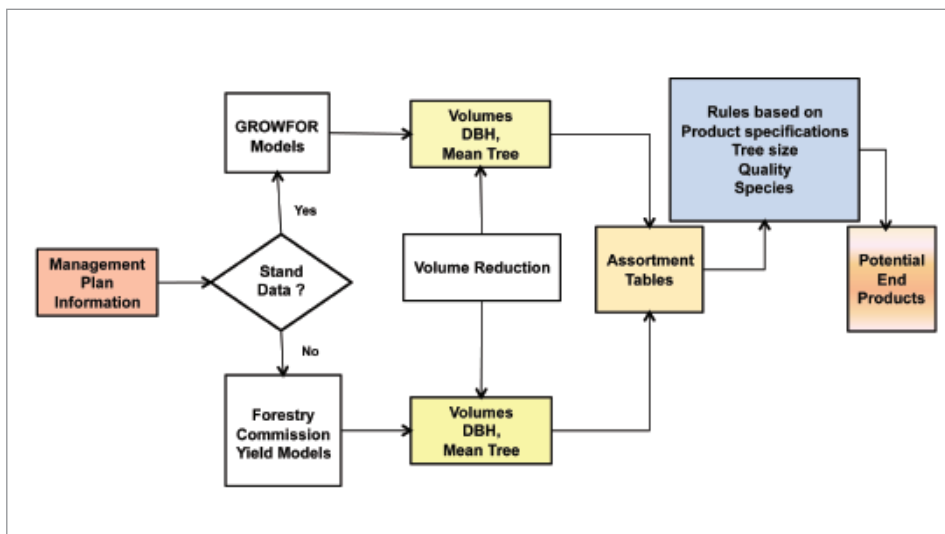 GROWFOR
Models
Volumes
DBH,
Mean Tree
Rules based on
Product specifications
Tree size
Quality
Species
Yes
Management
Plan
Information
Stand
Data ?
Volume Reduction
Assortment
Tables
Potential
End
Products
No
Forestry
Commission
Yield Models
Volumes
DBH,
Mean Tree